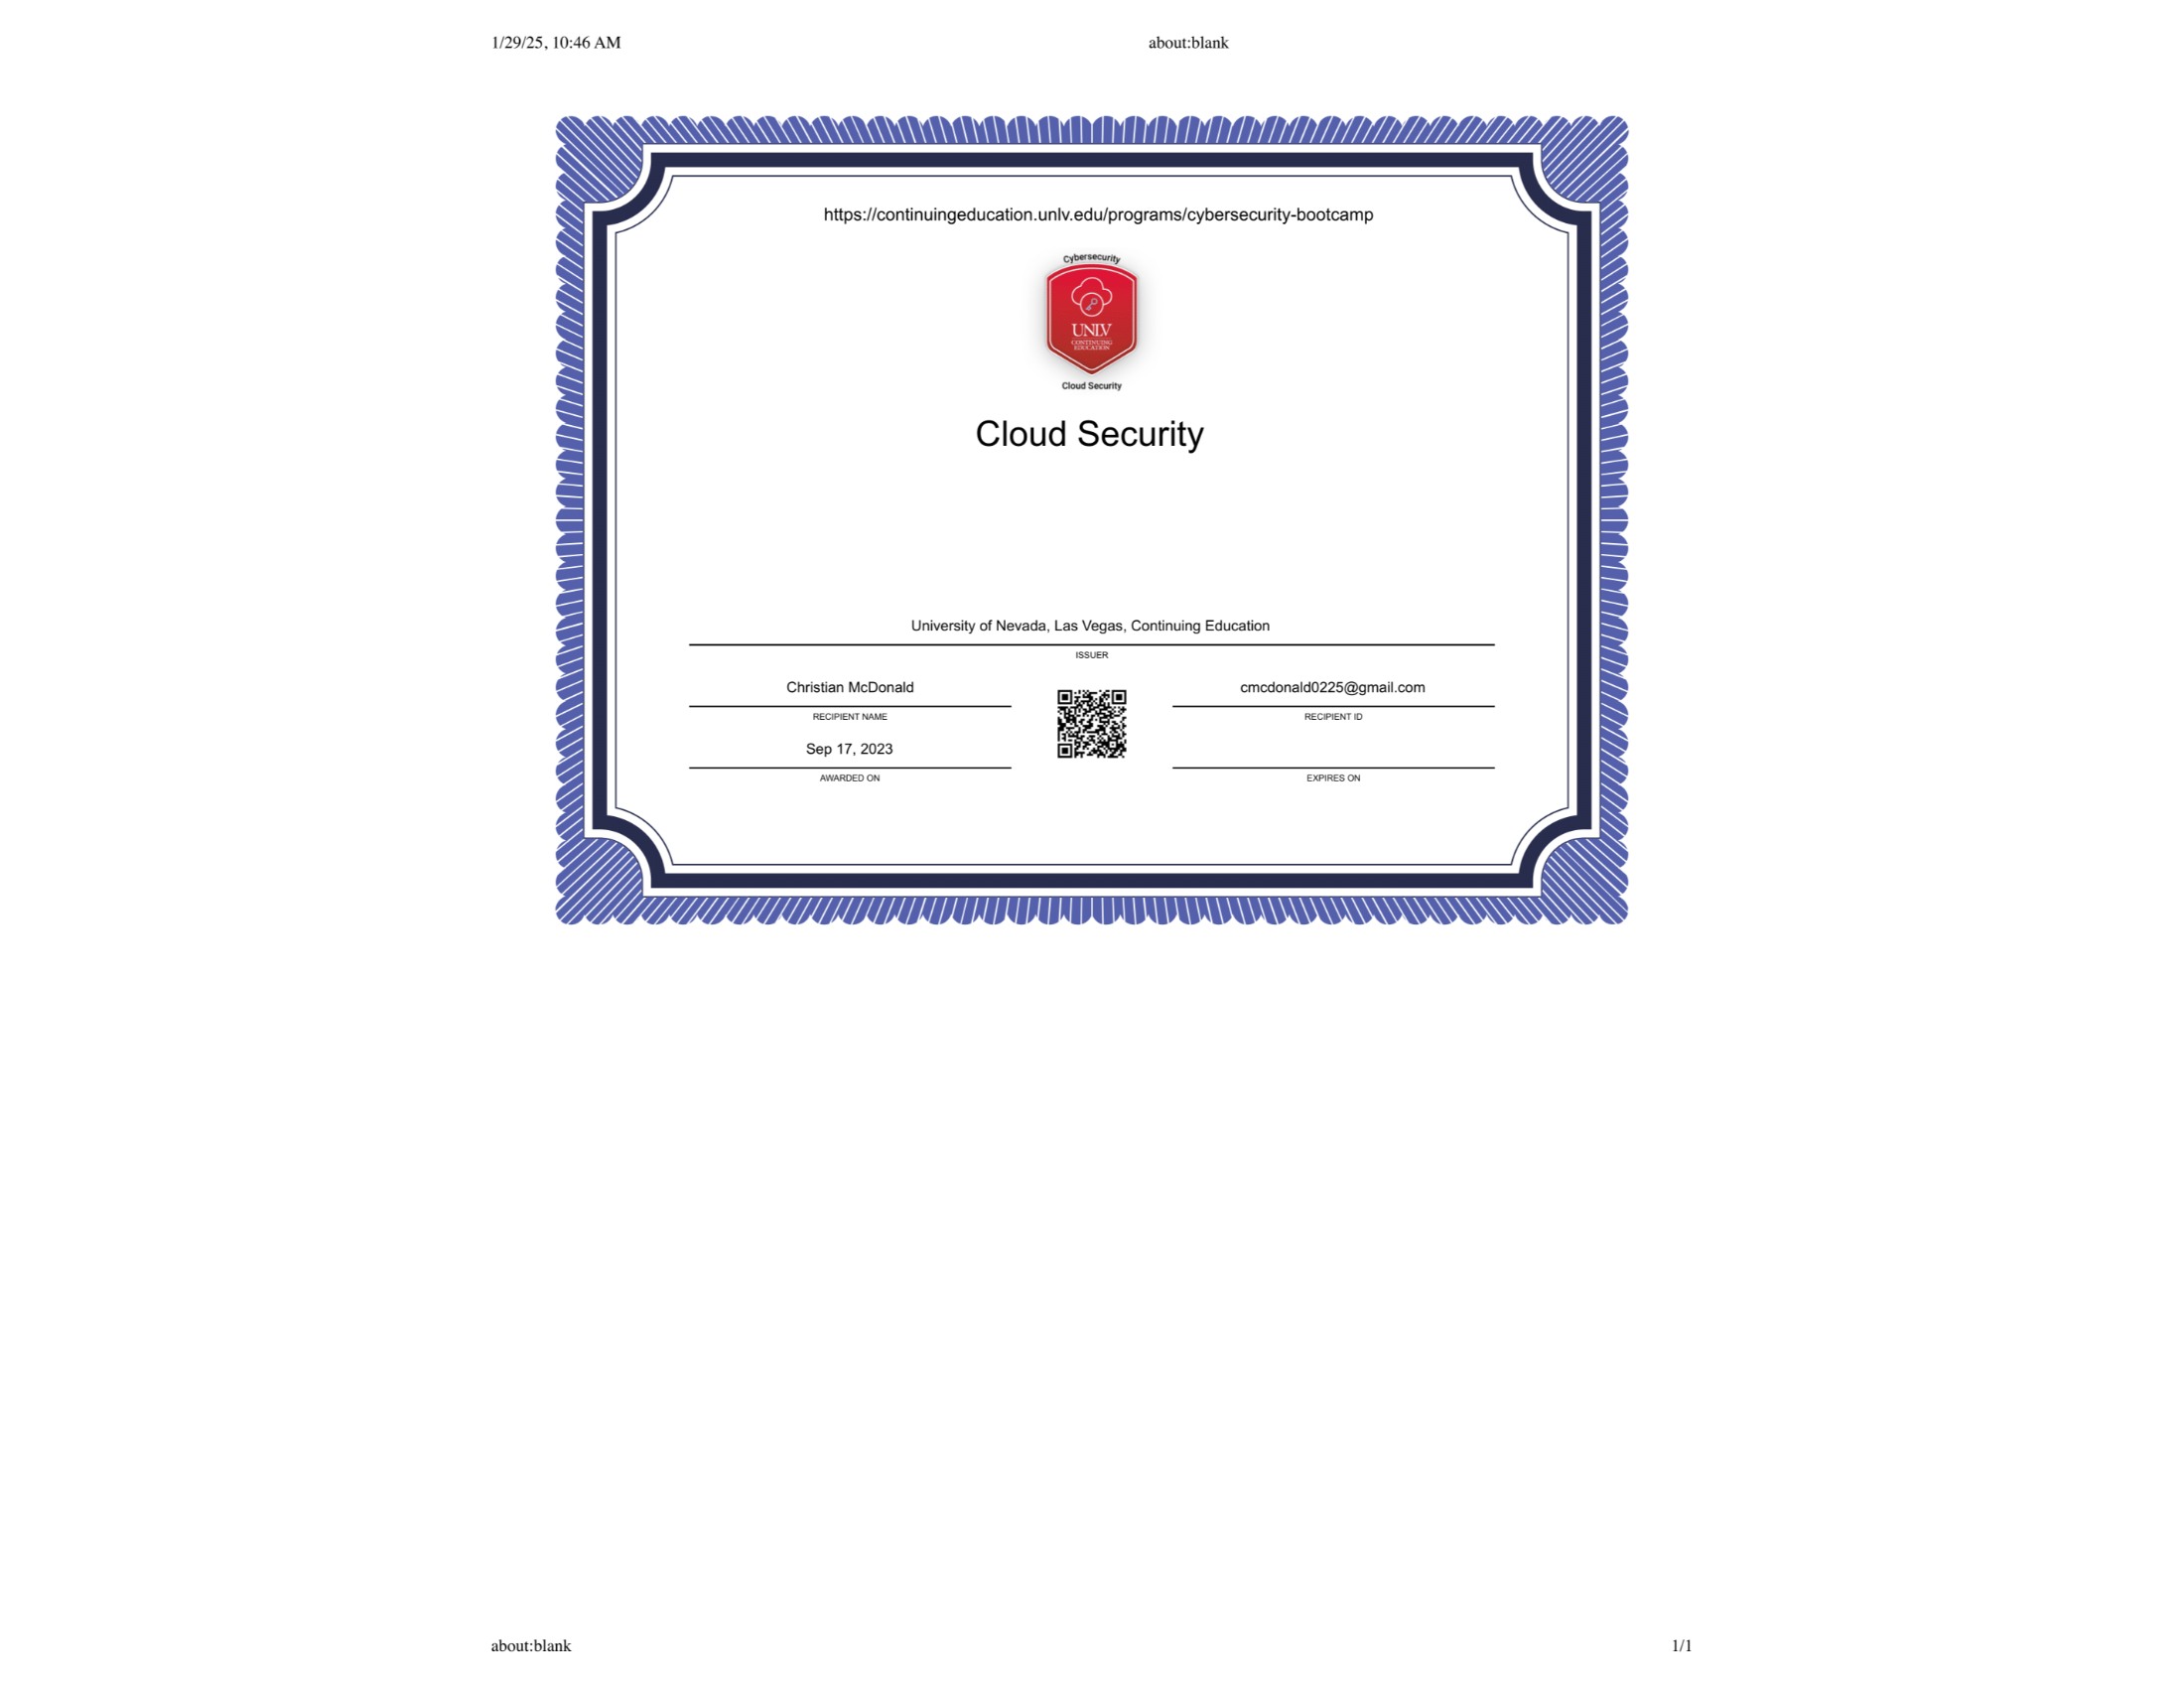 1/29/25, 10:46 AM
about:blank
https://continuingeducation.unlv.edu/programs/cybersecurity-bootcamp
Cybersecurity
UNLV
CONTINUING
EDUCATION
Cloud Security
Cloud Security
University of Nevada, Las Vegas, Continuing Education
ISSUER
Christian McDonald
cmcdonald0225@gmail.com
RECIPIENT NAME
RECIPIENT ID
Sep 17, 2023
AWARDED ON
EXPIRES ON
about:blank
1/1